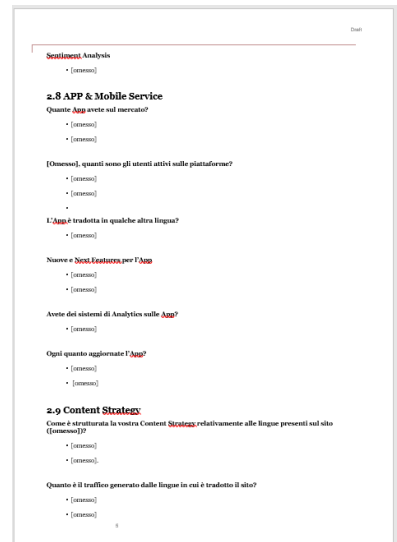 Draft
Sentiment Analysis
• [omesso]
2.8 APP & Mobile Service
Quante App avete sul mercato?
• [omesso]
• [omesso]
[Omesso], quanti sono gli utenti attivi sulle piattaforme?
• [omesso]
• [omesso]
•
L'App è tradotta in qualche altra lingua?
• [omesso]
Nuove e Next Features per l'App
• [omesso]
• [omesso]
Avete dei sistemi di Analytics sulle App?
• [omesso]
Ogni quanto aggiornate l'App?
• [omesso]
• [omesso]
2.9 Content Strategy
Come è strutturata la vostra Content Strategy relativamente alle lingue presenti sul sito
([omesso])?
• [omesso]
• [omesso].
Quanto è il traffico generato dalle lingue in cui è tradotto il sito?
• [omesso]
• [omesso]